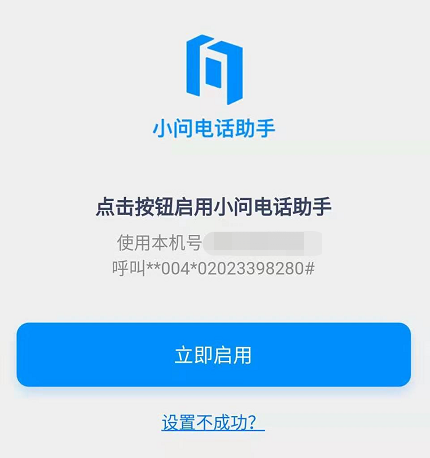 小问电话助手
点击按钮启用小问电话助手
使用本机号
呼叫**004*02023398280#
立即启用
设置不成功？